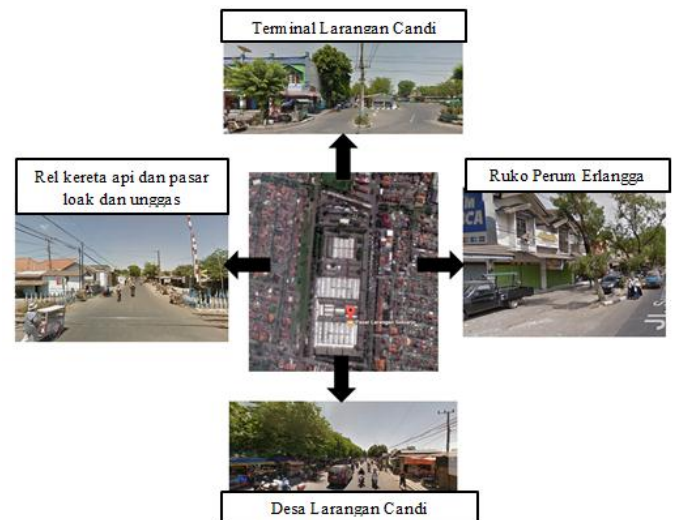 Terminal Larangan Candi
Rel kereta api dan pasar
loak dan unggas
Ruko Perum Erlangga
Desa Larangan Candi